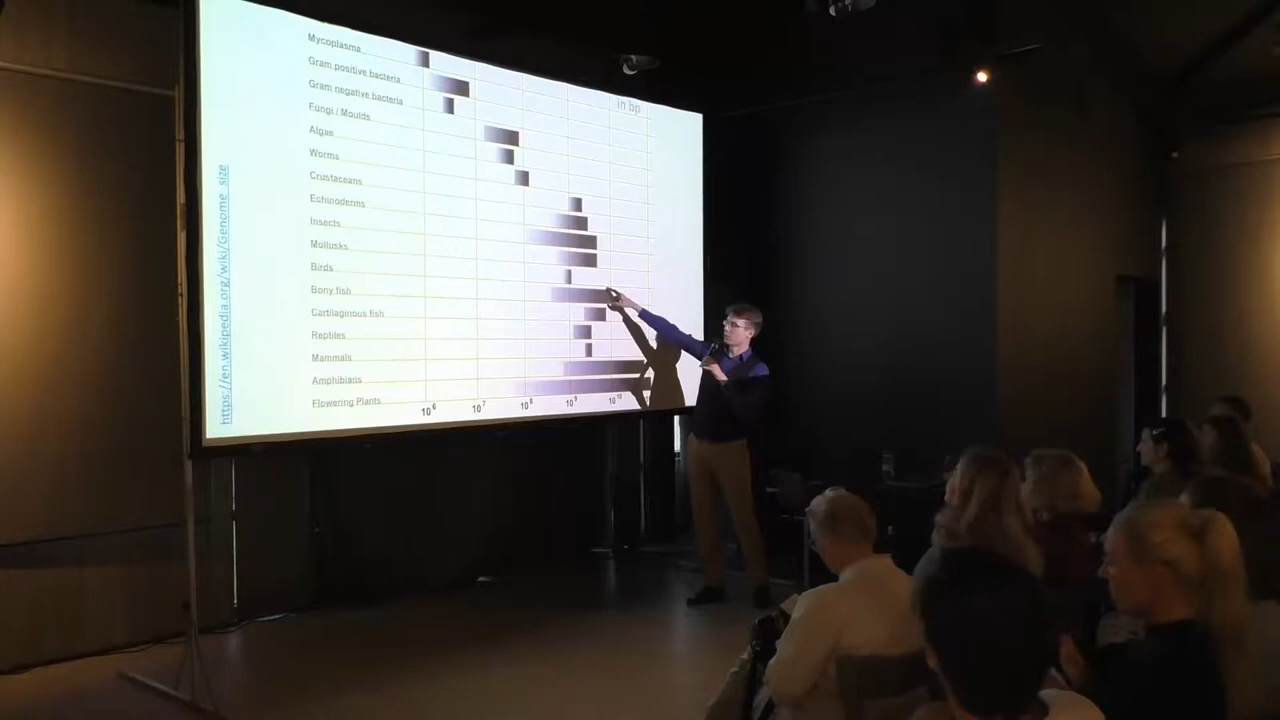 in bp
Mycoplasma
Gram positive bacteria
Gram negative bacteria
Fungi / Moulds
Algae
Worms
Crustaceans
Echinoderms
Insects
Mollusks
Birds
Bony fish
Cartilaginous fish
Reptiles
Mammals
Amphibians
Flowering Plants
10⁶ 10⁷ 10⁸ 10⁹ 10¹⁰
https://en.wikipedia.org/wiki/Genome_size